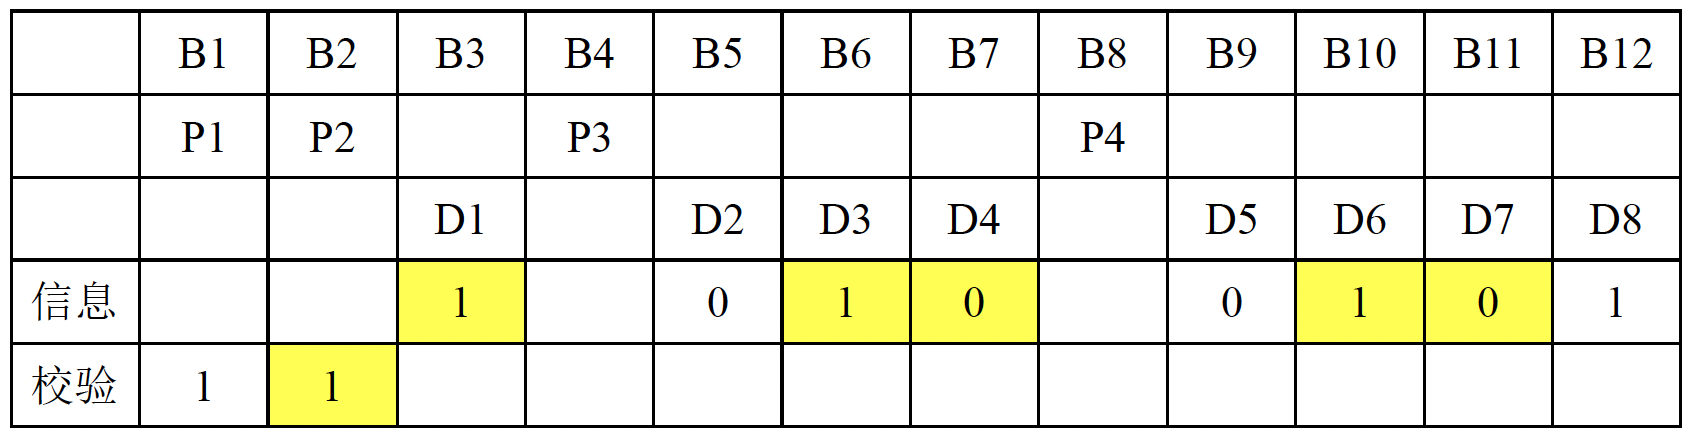 B1 B2 B3 B4 B5 B6 B7 B8 B9 B10 B11 B12
P1 P2 P3 P4
D1 D2 D3 D4 D5 D6 D7 D8
信息 1 0 1 0 0 1 0 1
校验 1 1